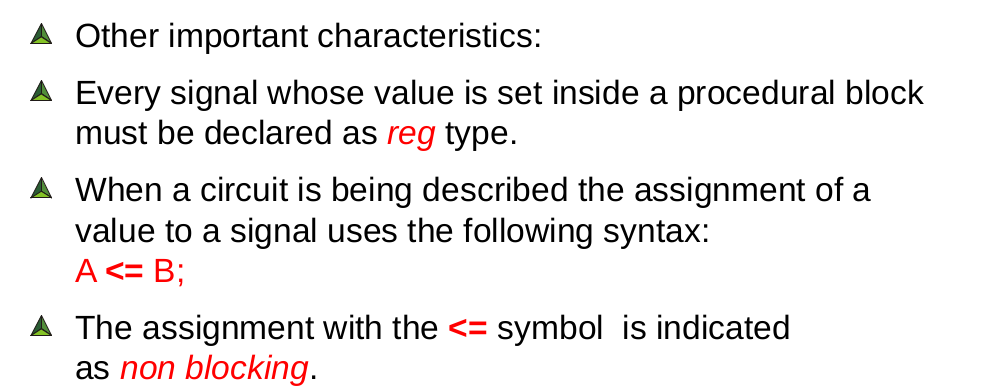 Other important characteristics:
Every signal whose value is set inside a procedural block
must be declared as reg type.
When a circuit is being described the assignment of a
value to a signal uses the following syntax:
A <= B;
The assignment with the <= symbol  is indicated
as non blocking.